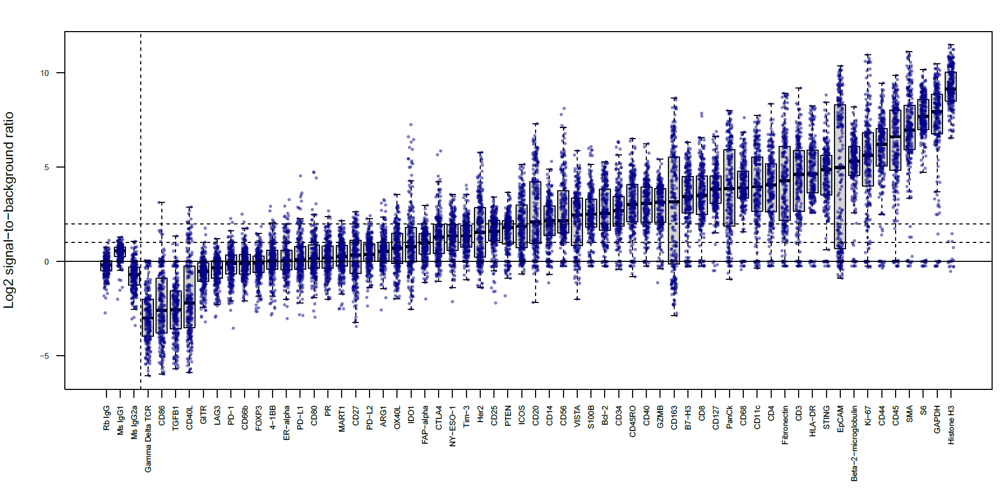 Log2 signal−to−background ratio
10
5
0
−5
Rb IgG
Ms IgG1
Ms IgG2a
Gamma Delta TCR
CD86
TGFB1
CD40L
GITR
LAG3
PD−1
CD66b
FOXP3
4−1BB
ER−alpha
PD−L1
CD80
PR
MART1
CD27
PD−L2
ARG1
OX40L
IDO1
FAP−alpha
CTLA4
NY−ESO−1
Tim−3
Her2
CD25
PTEN
ICOS
CD20
CD14
CD56
VISTA
S100B
Bcl−2
CD34
CD45RO
CD40
GZMB
CD163
B7−H3
CD8
CD127
PanCk
CD68
CD11c
CD4
Fibronectin
CD3
HLA−DR
STING
EpCAM
Beta−2−microglobulin
Ki−67
CD44
CD45
SMA
S6
GAPDH
Histone H3